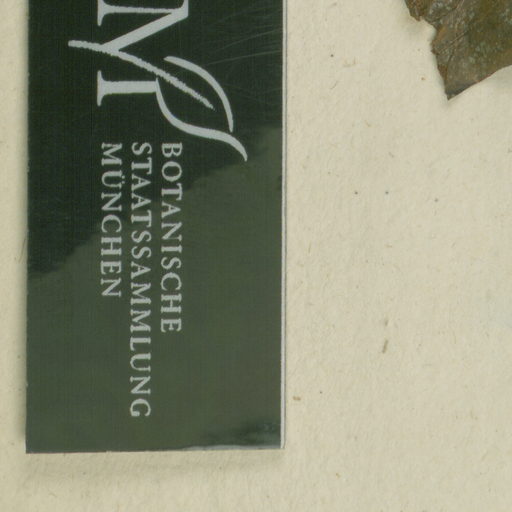 M
BOTANISCHE
STAATSSAMMLUNG
MÜNCHEN